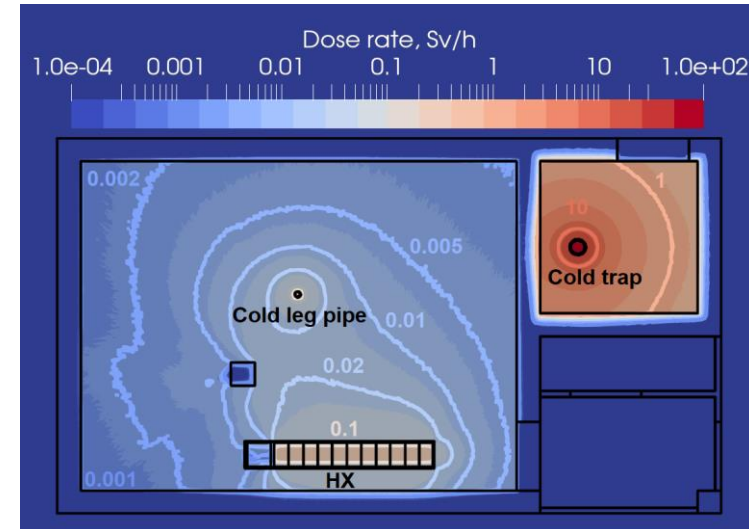 Dose rate, Sv/h
1.0e-04 0.001 0.01 0.1 1 10 1.0e+02
0.002
1
10
0.005
Cold trap
Cold leg pipe
0.01
0.02
0.1
0.001
HX